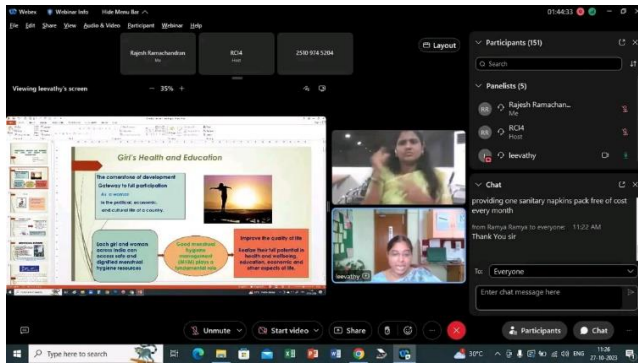 Webex
Webinar Info
Hide Menu Bar
01:44:33
File Edit Share View Audio & Video Participant Webinar Help
Rajesh Ramachandran
Me
RCI4
Host
2510 974 5204
Layout
Viewing leevathy's screen
35%
Girl's Health and Education
The cornerstone of development
Gateway to full participation
As a woman
in the political, economic,
and cultural life of a country.
Each girl and woman
across India can
access safe and
dignified menstrual
hygiene resources
Good menstrual
hygiene
management
plays a
fundamental role
Improve the quality of life
Realize their full potential in
health and wellbeing,
education, economic and
other aspects of life.
leevathy
Participants (151)
Search
Panelists (5)
RR
Rajesh Ramachan...
Me
RCI4
Host
leevathy
Chat
providing one sanitary napkins pack free of cost
every month
from Ramya Ramya to everyone: 11:22 AM
Thank You sir
To: Everyone
Enter chat message here
Unmute
Start video
Share
Participants
Chat
Type here to search
30°C
ENG
11:26
27-10-2023